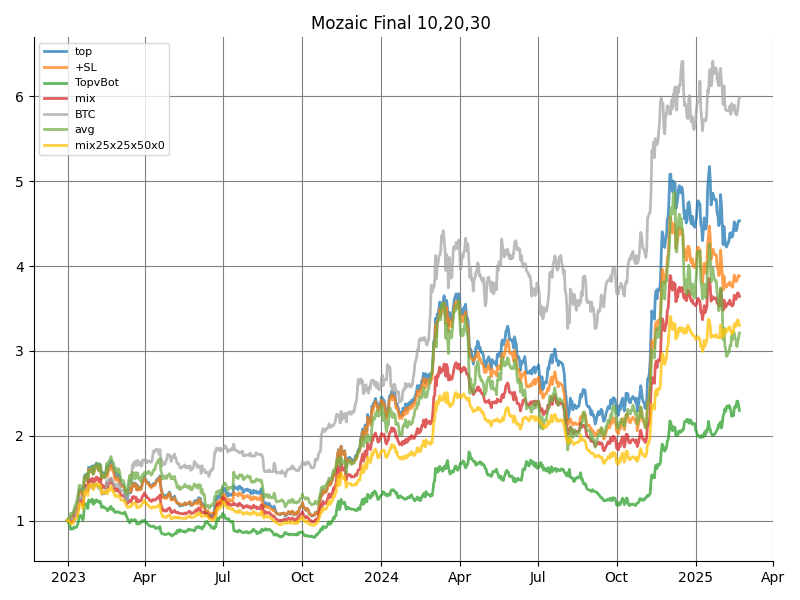 Mozaic Final 10,20,30
top
+SL
TopvBot
mix
BTC
avg
mix25x25x50x0
6
5
4
3
2
1
2023 Apr Jul Oct 2024 Apr Jul Oct 2025 Apr